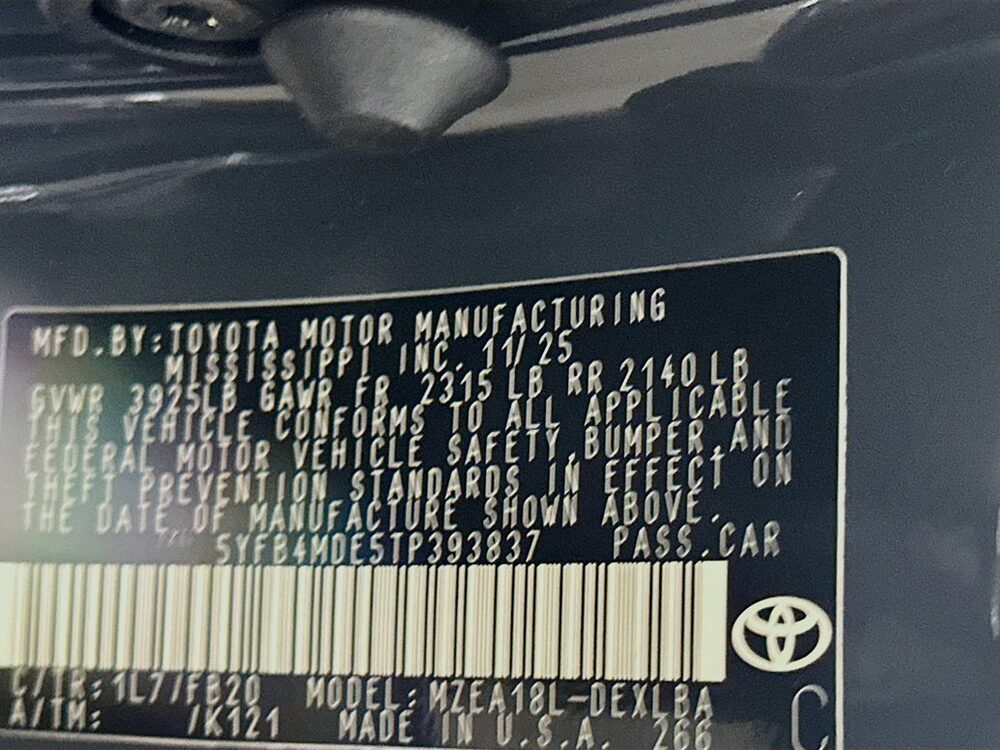 MFD.BY:TOYOTA MOTOR MANUFACTURING
MISSISSIPPI INC. 11/25
GVWR 3925LB GAWR FR 2315 LB RR 2140 LB
THIS VEHICLE CONFORMS TO ALL APPLICABLE
FEDERAL MOTOR VEHICLE SAFETY,BUMPER,AND
THEFT PREVENTION STANDARDS IN EFFECT ON
THE DATE OF MANUFACTURE SHOWN ABOVE.
5YFB4MDE5TP393837 PASS.CAR
C/TR:1L7/FB20 MODEL:MZEA18L-DEXLBA
A/TM: /K121 MADE IN U.S.A. 266
C